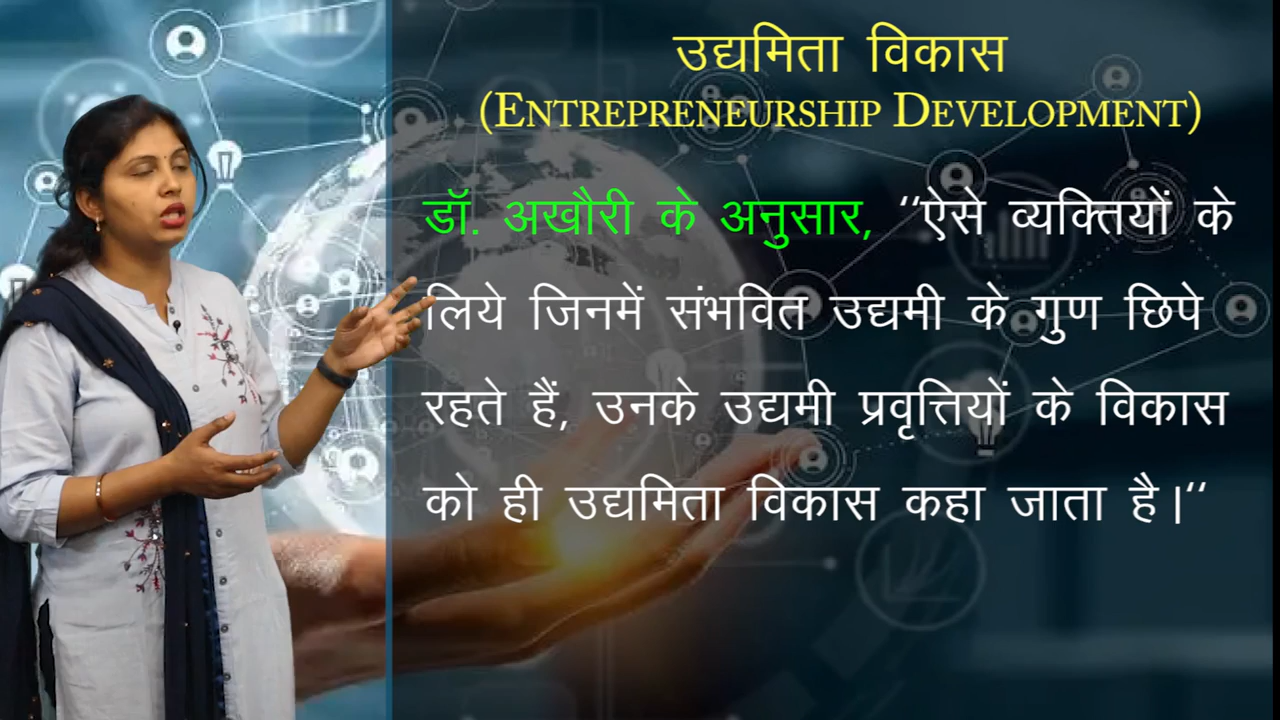 उद्यमिता विकास
(ENTREPRENEURSHIP DEVELOPMENT)
डॉ. अखौरी के अनुसार, ‘‘ऐसे व्यक्तियों के
लिये जिनमें संभवित उद्यमी के गुण छिपे
रहते हैं, उनके उद्यमी प्रवृत्तियों के विकास
को ही उद्यमिता विकास कहा जाता है।‘‘